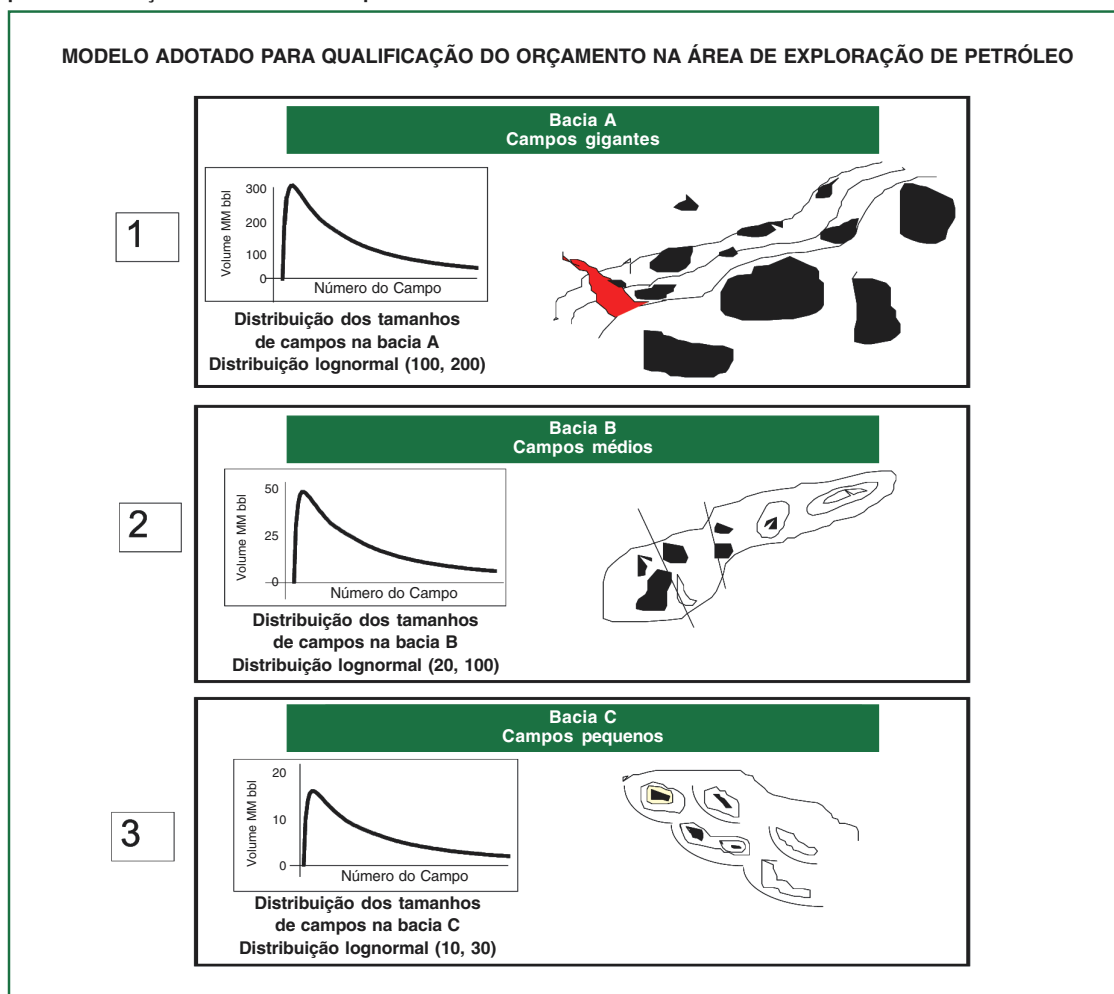 MODELO ADOTADO PARA QUALIFICAÇÃO DO ORÇAMENTO NA ÁREA DE EXPLORAÇÃO DE PETRÓLEO
1
Bacia A
Campos gigantes
Volume MM bbl
300
200
100
0
Número do Campo
Distribuição dos tamanhos
de campos na bacia A
Distribuição lognormal (100, 200)
2
Bacia B
Campos médios
Volume MM bbl
50
25
0
Número do Campo
Distribuição dos tamanhos
de campos na bacia B
Distribuição lognormal (20, 100)
3
Bacia C
Campos pequenos
Volume MM bbl
20
10
0
Número do Campo
Distribuição dos tamanhos
de campos na bacia C
Distribuição lognormal (10, 30)